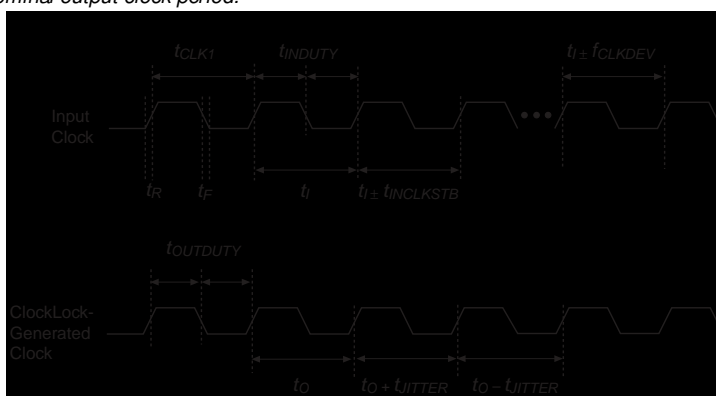 ominal output clock period.
tCLK1 tINDUTY tI ± fCLKDEV
Input
Clock
tR tF tI tI ± tINCLKSTB
tOUTDUTY
ClockLock-
Generated
Clock
tO tO + tJITTER tO – tJITTER